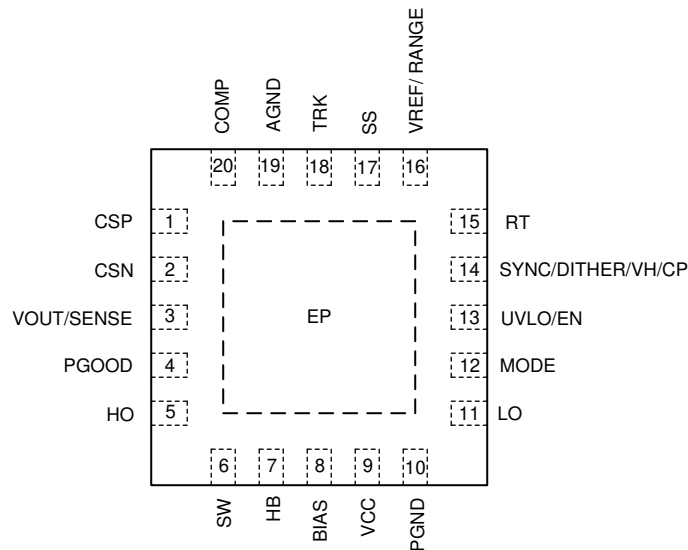 COMP
AGND
TRK
SS
VREF/ RANGE
20
19
18
17
16
CSP 1
CSN 2
VOUT/SENSE 3
PGOOD 4
HO 5
EP
15 RT
14 SYNC/DITHER/VH/CP
13 UVLO/EN
12 MODE
11 LO
6
7
8
9
10
SW
HB
BIAS
VCC
PGND